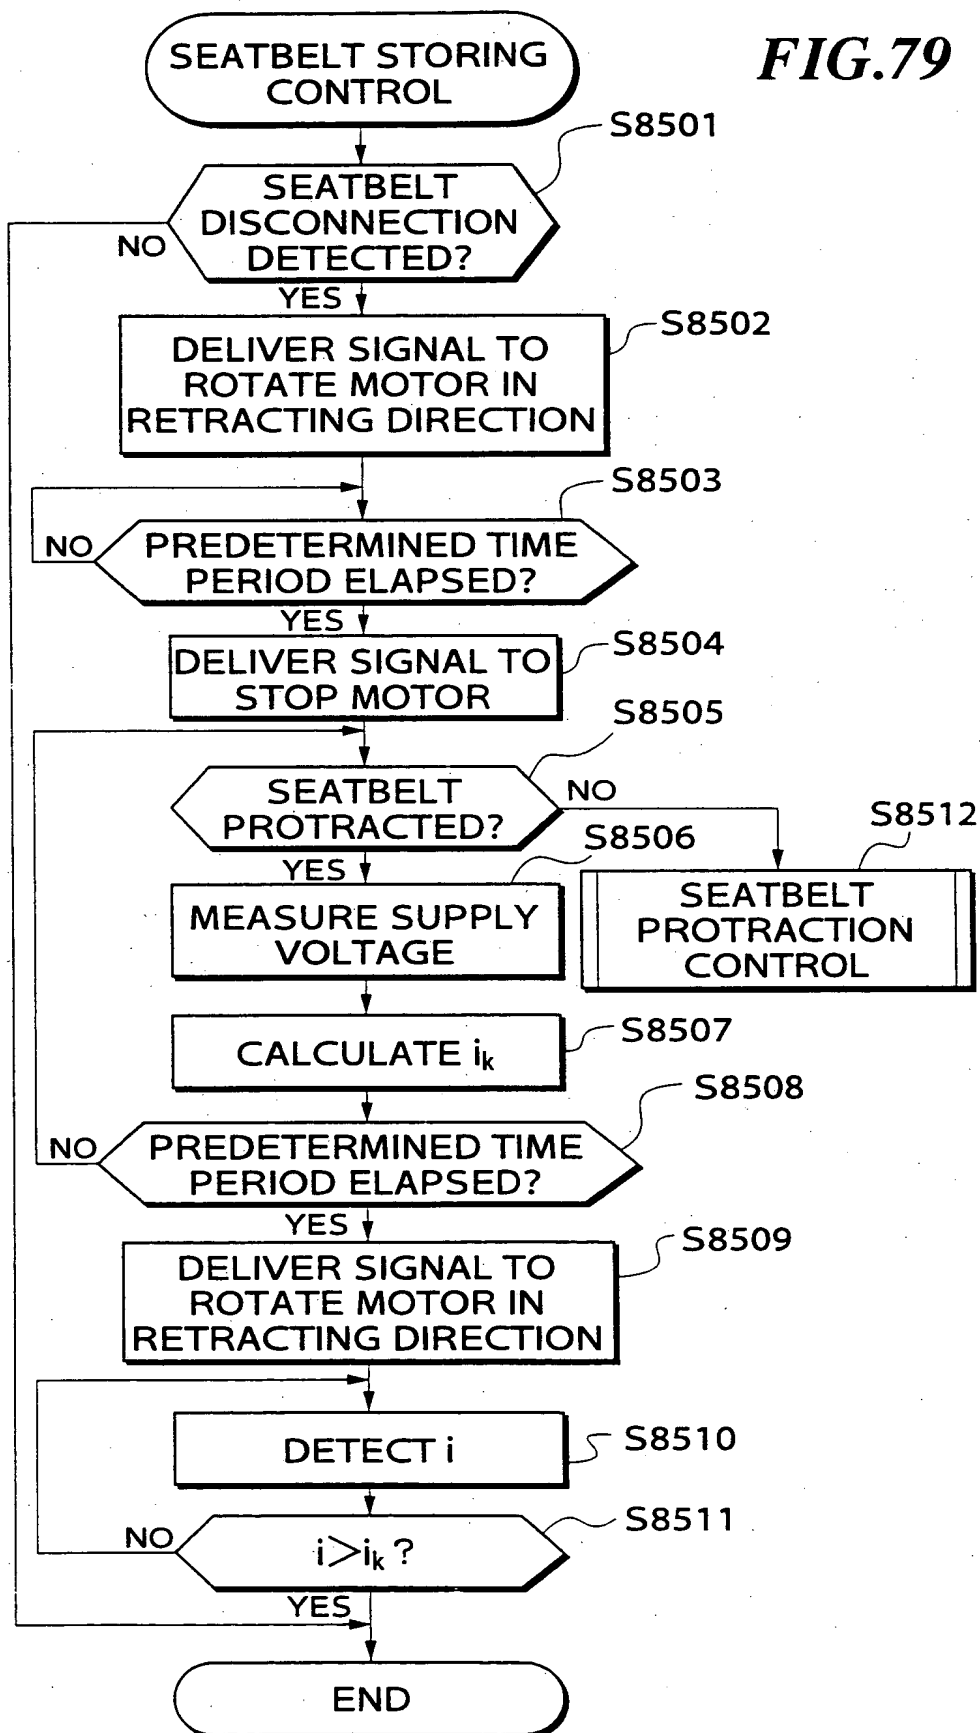 FIG.79
SEATBELT STORING
CONTROL
S8501
SEATBELT
DISCONNECTION
DETECTED?
NO
YES
S8502
DELIVER SIGNAL TO
ROTATE MOTOR IN
RETRACTING DIRECTION
S8503
NO
PREDETERMINED TIME
PERIOD ELAPSED?
YES
S8504
DELIVER SIGNAL TO
STOP MOTOR
S8505
SEATBELT
PROTRACTED?
NO
YES
S8512
SEATBELT
PROTRACTION
CONTROL
S8506
MEASURE SUPPLY
VOLTAGE
S8507
CALCULATE ik
S8508
NO
PREDETERMINED TIME
PERIOD ELAPSED?
YES
S8509
DELIVER SIGNAL TO
ROTATE MOTOR IN
RETRACTING DIRECTION
S8510
DETECT i
S8511
NO
i>ik ?
YES
END